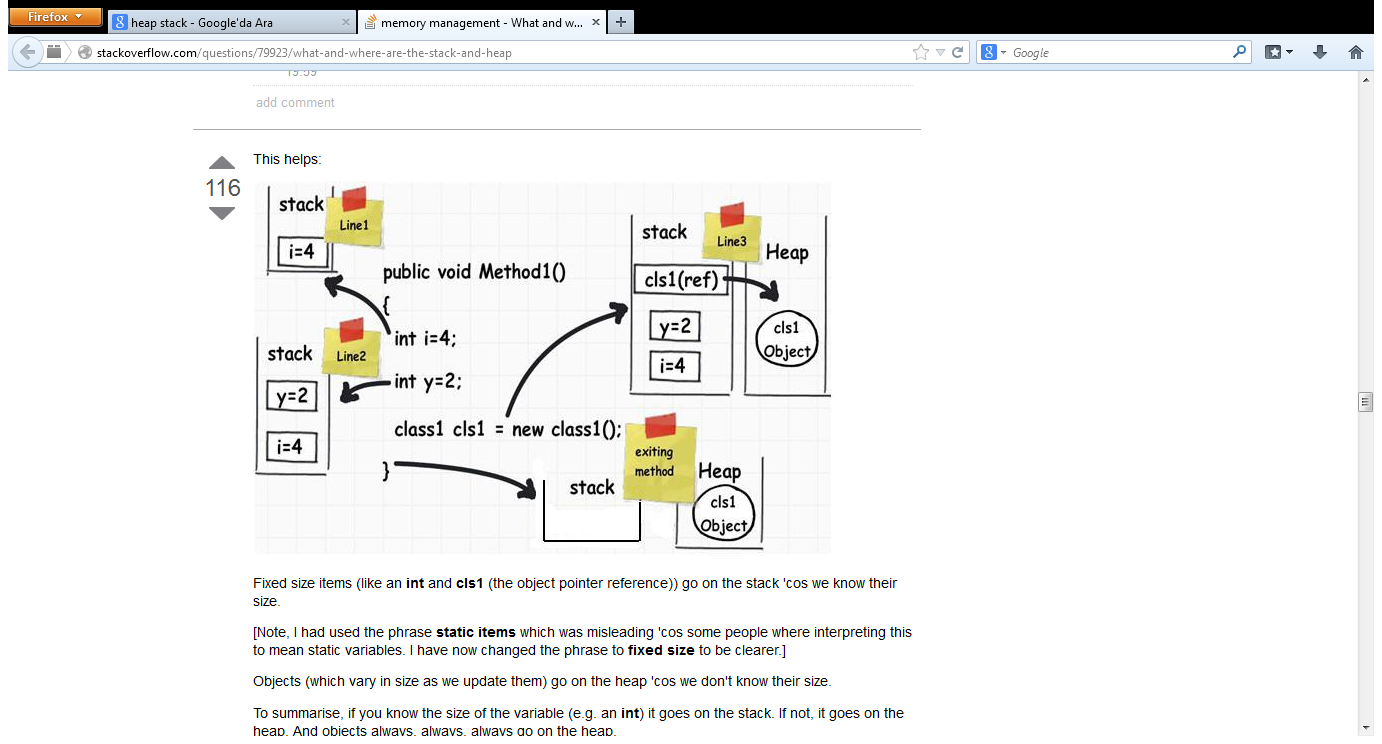 Firefox
heap stack - Google'da Ara
memory management - What and w...
stackoverflow.com/questions/79923/what-and-where-are-the-stack-and-heap
Google
19:59
add comment
116
This helps:
stack
Line1
i=4
public void Method1()
{
int i=4;
int y=2;
class1 cls1 = new class1();
}
stack
Line2
y=2
i=4
stack
Line3
Heap
cls1(ref)
y=2
i=4
cls1
Object
exiting
method
stack
Heap
cls1
Object
Fixed size items (like an int and cls1 (the object pointer reference)) go on the stack 'cos we know their
size.
[Note, I had used the phrase static items which was misleading 'cos some people where interpreting this
to mean static variables. I have now changed the phrase to fixed size to be clearer.]
Objects (which vary in size as we update them) go on the heap 'cos we don't know their size.
To summarise, if you know the size of the variable (e.g. an int) it goes on the stack. If not, it goes on the
heap. And objects always, always, always go on the heap.